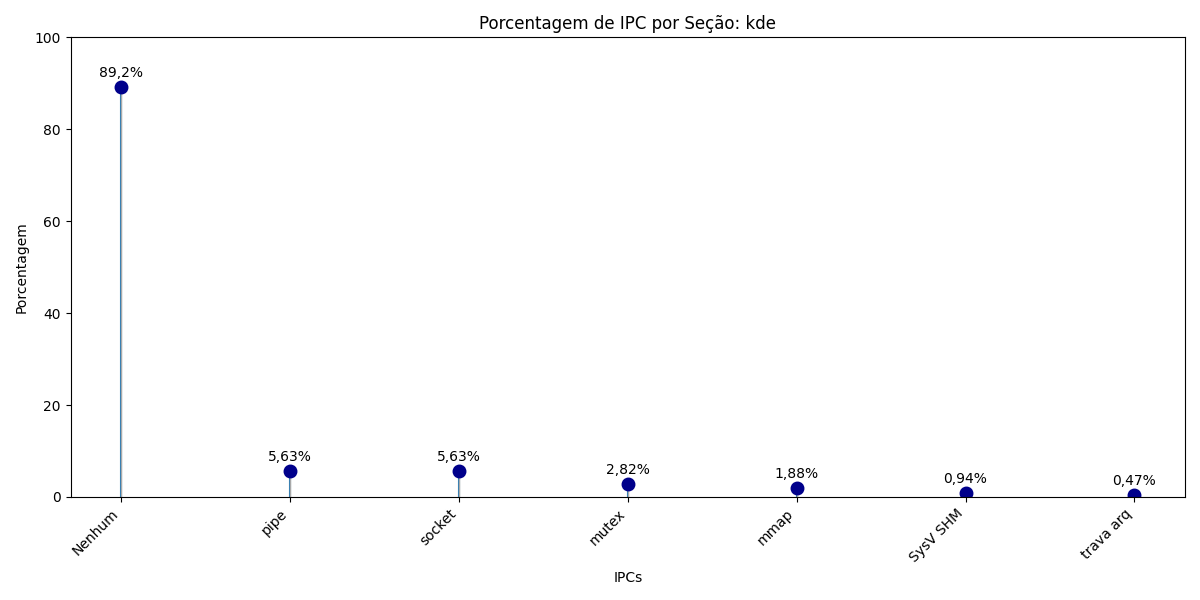 Porcentagem de IPC por Seção: kde
100
80
60
40
20
0
Porcentagem
89,2%
5,63%
5,63%
2,82%
1,88%
0,94%
0,47%
Nenhum
pipe
socket
mutex
mmap
SysV SHM
trava arq
IPCs